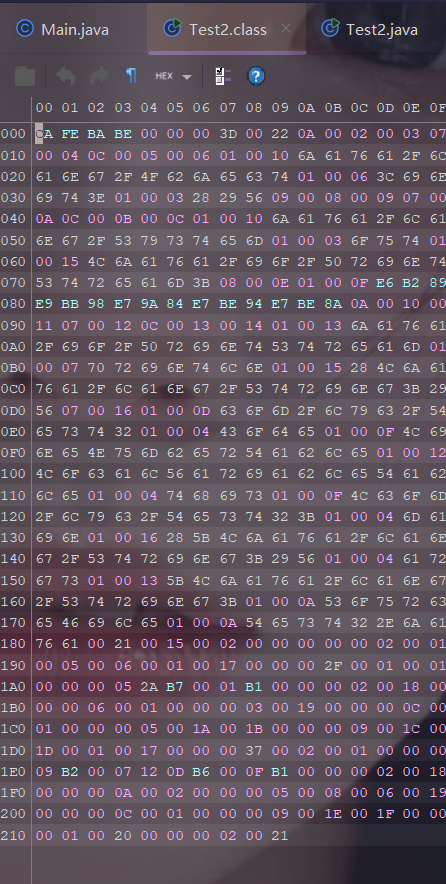 Main.java Test2.class × Test2.java
HEX
00 01 02 03 04 05 06 07 08 09 0A 0B 0C 0D 0E 0F
000 CA FE BA BE 00 00 00 3D 00 22 0A 00 02 00 03 07
010 00 04 0C 00 05 00 06 01 00 10 6A 61 76 61 2F 6C
020 61 6E 67 2F 4F 62 6A 65 63 74 01 00 06 3C 69 6E
030 69 74 3E 01 00 03 28 29 56 09 00 08 00 09 07 00
040 0A 0C 00 0B 00 0C 01 00 10 6A 61 76 61 2F 6C 61
050 6E 67 2F 53 79 73 74 65 6D 01 00 03 6F 75 74 01
060 00 15 4C 6A 61 76 61 2F 69 6F 2F 50 72 69 6E 74
070 53 74 72 65 61 6D 3B 08 00 0E 01 00 0F E6 B2 89
080 E9 BB 98 E7 9A 84 E7 BE 94 E7 BE 8A 0A 00 10 00
090 11 07 00 12 0C 00 13 00 14 01 00 13 6A 61 76 61
0A0 2F 69 6F 2F 50 72 69 6E 74 53 74 72 65 61 6D 01
0B0 00 07 70 72 69 6E 74 6C 6E 01 00 15 28 4C 6A 61
0C0 76 61 2F 6C 61 6E 67 2F 53 74 72 69 6E 67 3B 29
0D0 56 07 00 16 01 00 0D 63 6F 6D 2F 6C 79 63 2F 54
0E0 65 73 74 32 01 00 04 43 6F 64 65 01 00 0F 4C 69
0F0 6E 65 4E 75 6D 62 65 72 54 61 62 6C 65 01 00 12
100 4C 6F 63 61 6C 56 61 72 69 61 62 6C 65 54 61 62
110 6C 65 01 00 04 74 68 69 73 01 00 0F 4C 63 6F 6D
120 2F 6C 79 63 2F 54 65 73 74 32 3B 01 00 04 6D 61
130 69 6E 01 00 16 28 5B 4C 6A 61 76 61 2F 6C 61 6E
140 67 2F 53 74 72 69 6E 67 3B 29 56 01 00 04 61 72
150 67 73 01 00 13 5B 4C 6A 61 76 61 2F 6C 61 6E 67
160 2F 53 74 72 69 6E 67 3B 01 00 0A 53 6F 75 72 63
170 65 46 69 6C 65 01 00 0A 54 65 73 74 32 2E 6A 61
180 76 61 00 21 00 15 00 02 00 00 00 00 00 02 00 01
190 00 05 00 06 00 01 00 17 00 00 00 2F 00 01 00 01
1A0 00 00 00 05 2A B7 00 01 B1 00 00 00 02 00 18 00
1B0 00 00 06 00 01 00 00 00 03 00 19 00 00 00 0C 00
1C0 01 00 00 00 05 00 1A 00 1B 00 00 00 09 00 1C 00
1D0 1D 00 01 00 17 00 00 00 37 00 02 00 01 00 00 00
1E0 09 B2 00 07 12 0D B6 00 0F B1 00 00 00 02 00 18
1F0 00 00 00 0A 00 02 00 00 00 05 00 08 00 06 00 19
200 00 00 00 0C 00 01 00 00 00 09 00 1E 00 1F 00 00
210 00 01 00 20 00 00 00 02 00 21